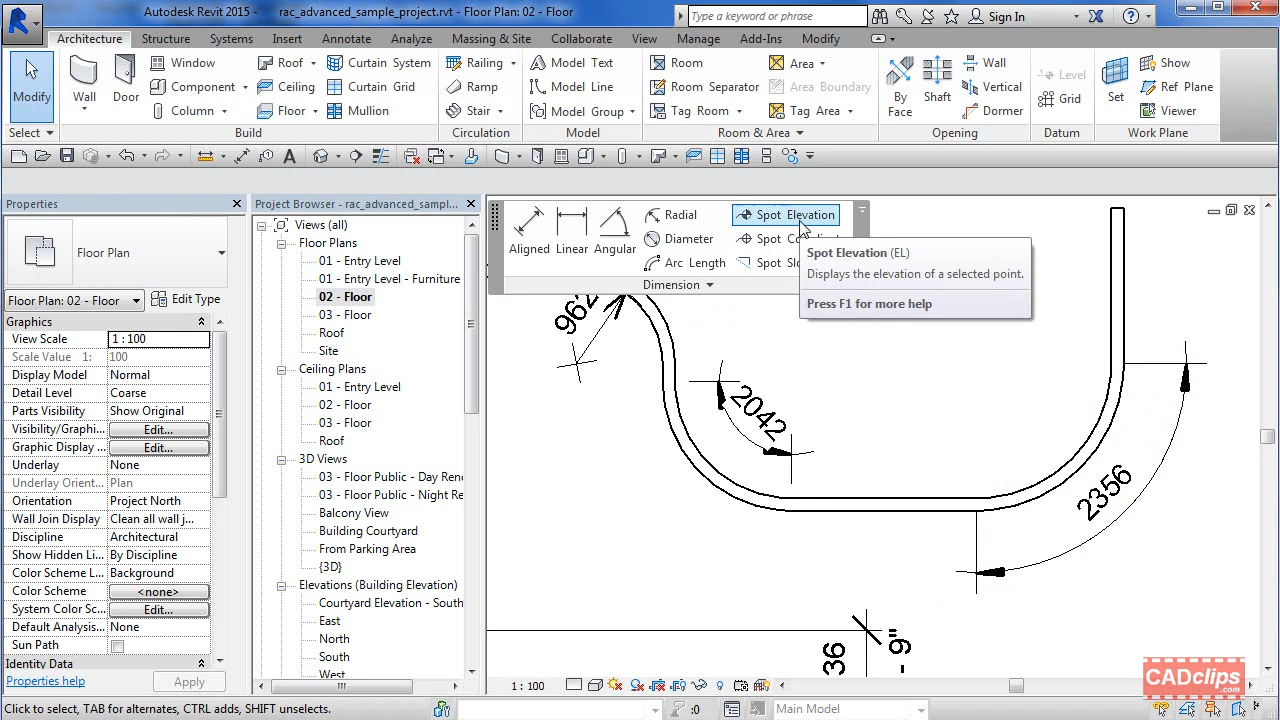 Autodesk Revit 2015 - rac_advanced_sample_project.rvt - Floor Plan: 02 - Floor
Type a keyword or phrase
Sign In
Architecture Structure Systems Insert Annotate Analyze Massing & Site Collaborate View Manage Add-Ins Modify
Window Roof Curtain System Railing Model Text Room Area Wall Level Show
Component Ceiling Curtain Grid Ramp Model Line Room Separator Area Boundary Vertical Grid Ref Plane
Modify Wall Door Column Floor Mullion Stair Model Group Tag Room Tag Area By Face Shaft Dormer Set Viewer
Select Build Circulation Model Room & Area Opening Datum Work Plane
Properties
Floor Plan
Floor Plan: 02 - Floor Edit Type
Graphics
View Scale 1 : 100
Scale Value 1: 100
Display Model Normal
Detail Level Coarse
Parts Visibility Show Original
Visibility/Graphi... Edit...
Graphic Display ... Edit...
Underlay None
Underlay Orien... Plan
Orientation Project North
Wall Join Display Clean all wall j...
Discipline Architectural
Show Hidden Li... By Discipline
Color Scheme L... Background
Color Scheme <none>
System Color Sc... Edit...
Default Analysi... None
Sun Path
Identity Data
Properties help Apply
Project Browser - rac_advanced_sampl...
Views (all)
Floor Plans
01 - Entry Level
01 - Entry Level - Furniture
02 - Floor
03 - Floor
Roof
Site
Ceiling Plans
01 - Entry Level
02 - Floor
03 - Floor
Roof
3D Views
03 - Floor Public - Day Ren
03 - Floor Public - Night Re
Balcony View
Building Courtyard
From Parking Area
{3D}
Elevations (Building Elevation)
Courtyard Elevation - South
East
North
South
West
Aligned Linear Angular
Radial
Diameter
Arc Length
Spot Elevation
Spot
Spot
Dimension
Spot Elevation (EL)
Displays the elevation of a selected point.
Press F1 for more help
962
2042
2356
36
- 9"
1 : 100
CADclips
.com
Click to select, TAB for alternates, CTRL adds, SHIFT unselects.
:0
Main Model